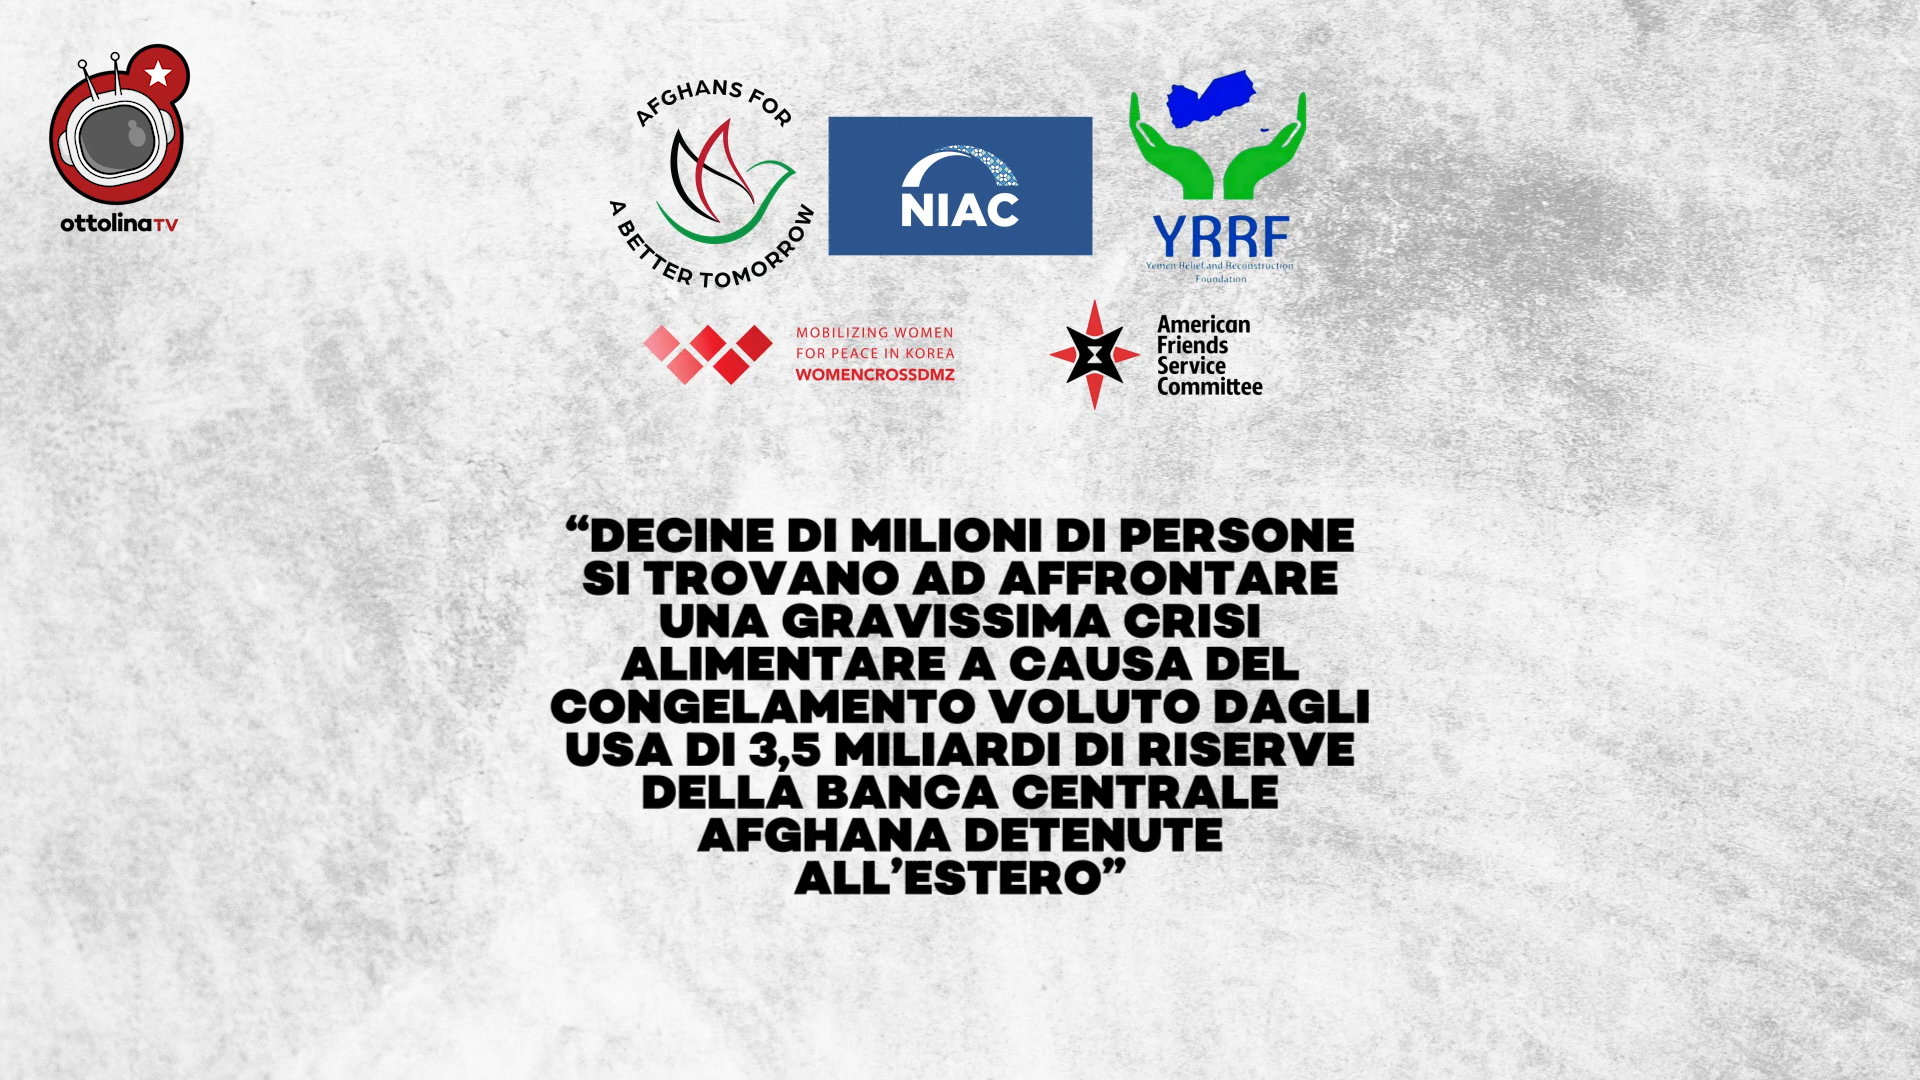 ottolinaTV
AFGHANS FOR
A BETTER TOMORROW
NIAC
YRRF
Yemen Relief and Reconstruction
Foundation
MOBILIZING WOMEN
FOR PEACE IN KOREA
WOMENCROSSDMZ
American
Friends
Service
Committee
“DECINE DI MILIONI DI PERSONE
SI TROVANO AD AFFRONTARE
UNA GRAVISSIMA CRISI
ALIMENTARE A CAUSA DEL
CONGELAMENTO VOLUTO DAGLI
USA DI 3,5 MILIARDI DI RISERVE
DELLA BANCA CENTRALE
AFGHANA DETENUTE
ALL’ESTERO”